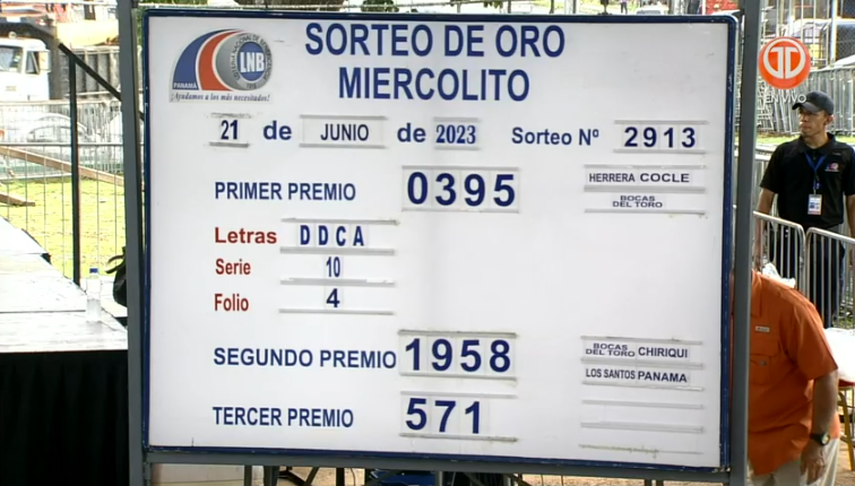 SORTEO DE ORO
MIERCOLITO
LNB
PANAMÁ
Ayudamos a los más necesitados!
21 de JUNIO de 2023 Sorteo Nº 2913
PRIMER PREMIO 0395 HERRERA COCLE
BOCAS DEL TORO
Letras DDCA
Serie 10
Folio 4
SEGUNDO PREMIO 1958 BOCAS DEL TORO CHIRIQUI
LOS SANTOS PANAMA
TERCER PREMIO 571
EN VIVO